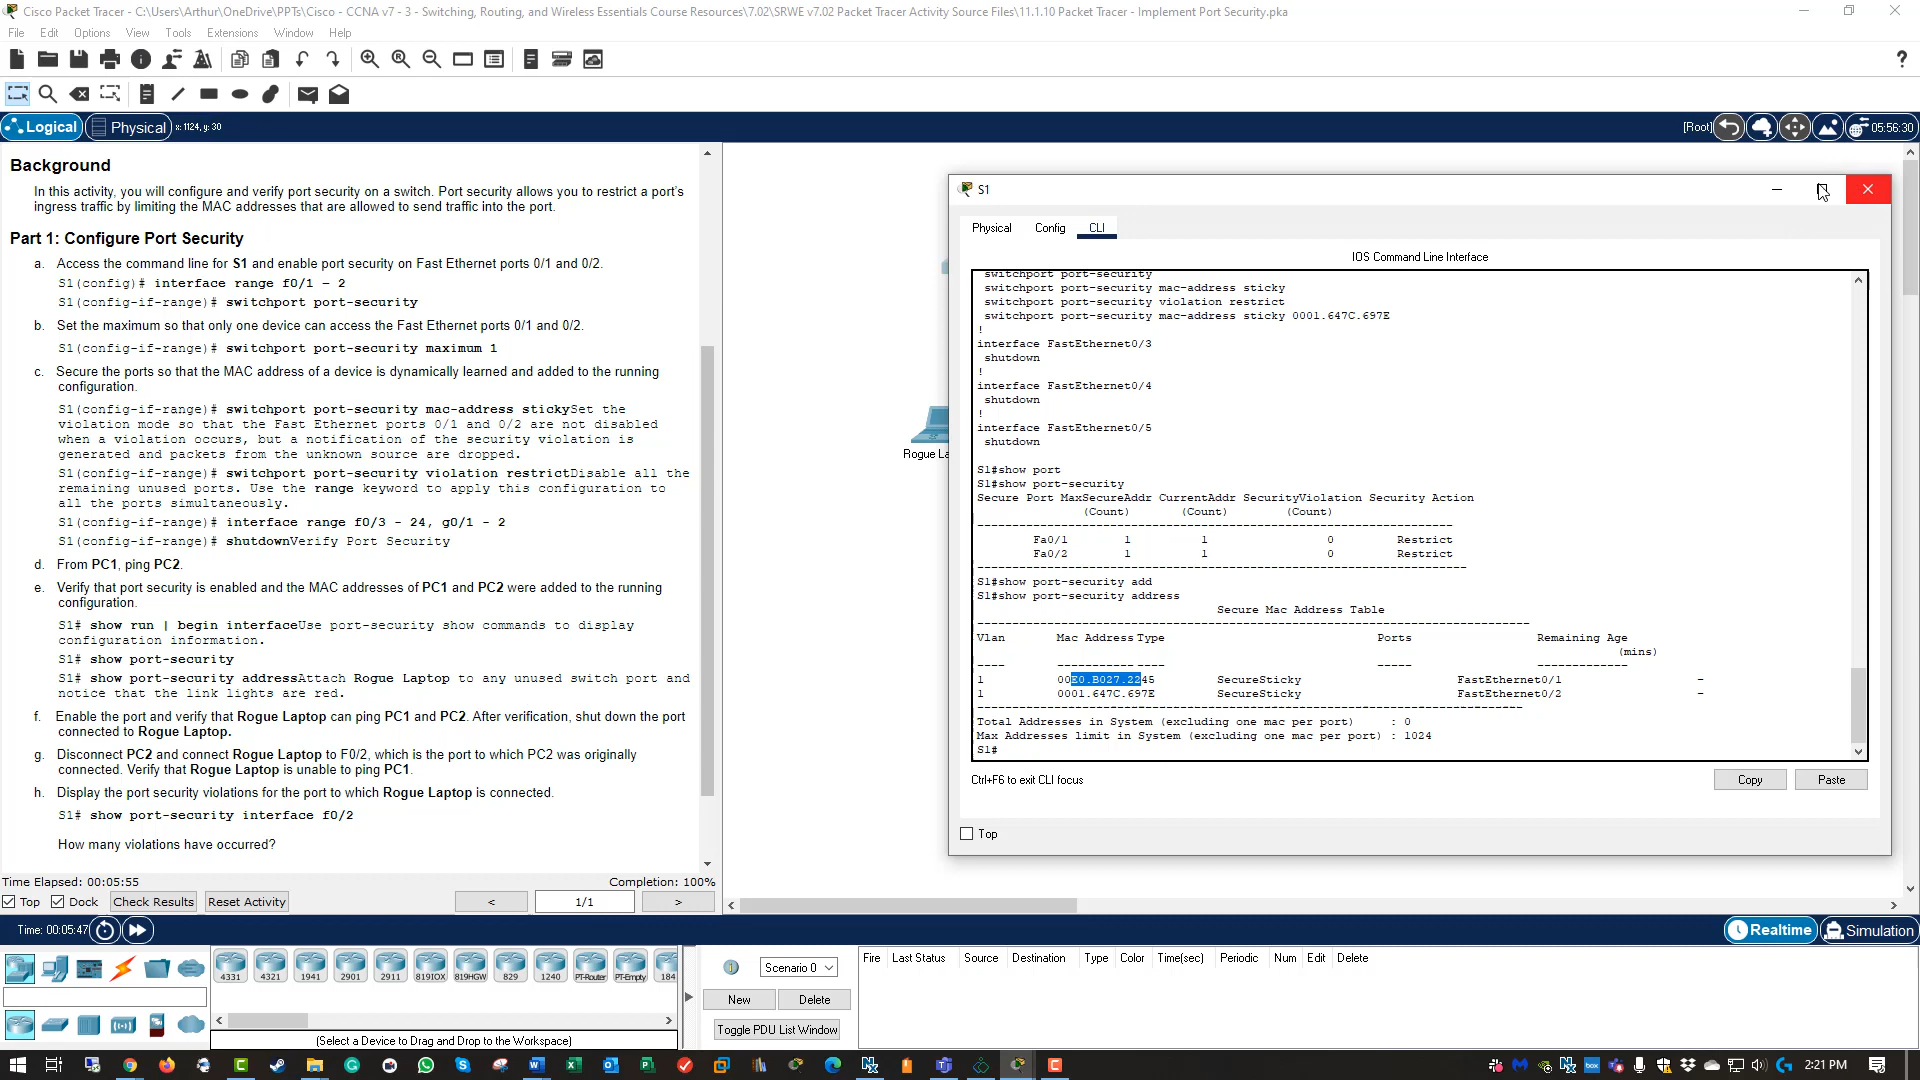 Cisco Packet Tracer - C:\Users\Arthur\OneDrive\PPTs\Cisco - CCNA v7 - 3 - Switching, Routing, and Wireless Essentials Course Resources\7.02\SRWE v7.02 Packet Tracer Activity Source Files\11.1.10 Packet Tracer - Implement Port Security.pka
File Edit Options View Tools Extensions Window Help
Logical Physical x: 1124, y: 30 [Root] 05:56:30
Background
In this activity, you will configure and verify port security on a switch. Port security allows you to restrict a port's
ingress traffic by limiting the MAC addresses that are allowed to send traffic into the port.
Part 1: Configure Port Security
a. Access the command line for S1 and enable port security on Fast Ethernet ports 0/1 and 0/2.
S1(config)# interface range f0/1 – 2
S1(config-if-range)# switchport port-security
b. Set the maximum so that only one device can access the Fast Ethernet ports 0/1 and 0/2.
S1(config-if-range)# switchport port-security maximum 1
c. Secure the ports so that the MAC address of a device is dynamically learned and added to the running
configuration.
S1(config-if-range)# switchport port-security mac-address stickySet the
violation mode so that the Fast Ethernet ports 0/1 and 0/2 are not disabled
when a violation occurs, but a notification of the security violation is
generated and packets from the unknown source are dropped.
S1(config-if-range)# switchport port-security violation restrictDisable all the
remaining unused ports. Use the range keyword to apply this configuration to
all the ports simultaneously.
S1(config-if-range)# interface range f0/3 - 24, g0/1 - 2
S1(config-if-range)# shutdownVerify Port Security
d. From PC1, ping PC2.
e. Verify that port security is enabled and the MAC addresses of PC1 and PC2 were added to the running
configuration.
S1# show run | begin interfaceUse port-security show commands to display
configuration information.
S1# show port-security
S1# show port-security addressAttach Rogue Laptop to any unused switch port and
notice that the link lights are red.
f. Enable the port and verify that Rogue Laptop can ping PC1 and PC2. After verification, shut down the port
connected to Rogue Laptop.
g. Disconnect PC2 and connect Rogue Laptop to F0/2, which is the port to which PC2 was originally
connected. Verify that Rogue Laptop is unable to ping PC1.
h. Display the port security violations for the port to which Rogue Laptop is connected.
S1# show port-security interface f0/2
How many violations have occurred?
Time Elapsed: 00:05:55 Completion: 100%
Top Dock Check Results Reset Activity < 1/1 >
Rogue La
S1
Physical Config CLI
IOS Command Line Interface
switchport port-security
switchport port-security mac-address sticky
switchport port-security violation restrict
switchport port-security mac-address sticky 0001.647C.697E
!
interface FastEthernet0/3
shutdown
!
interface FastEthernet0/4
shutdown
!
interface FastEthernet0/5
shutdown
S1#show port
S1#show port-security
Secure Port MaxSecureAddr CurrentAddr SecurityViolation Security Action
(Count) (Count) (Count)
--------------------------------------------------------------------
Fa0/1 1 1 0 Restrict
Fa0/2 1 1 0 Restrict
----------------------------------------------------------------------
S1#show port-security add
S1#show port-security address
Secure Mac Address Table
-------------------------------------------------------------------------------
Vlan Mac Address Type Ports Remaining Age
(mins)
---- ----------- ---- ----- -------------
1 00E0.B027.2245 SecureSticky FastEthernet0/1 -
1 0001.647C.697E SecureSticky FastEthernet0/2 -
------------------------------------------------------------------------------
Total Addresses in System (excluding one mac per port) : 0
Max Addresses limit in System (excluding one mac per port) : 1024
S1#
Ctrl+F6 to exit CLI focus Copy Paste
Top
Time: 00:05:47 Realtime Simulation
4331 4321 1941 2901 2911 819IOX 819HGW 829 1240 PT-Router PT-Empty 184
(Select a Device to Drag and Drop to the Workspace)
Scenario 0
New Delete
Toggle PDU List Window
Fire Last Status Source Destination Type Color Time(sec) Periodic Num Edit Delete
2:21 PM